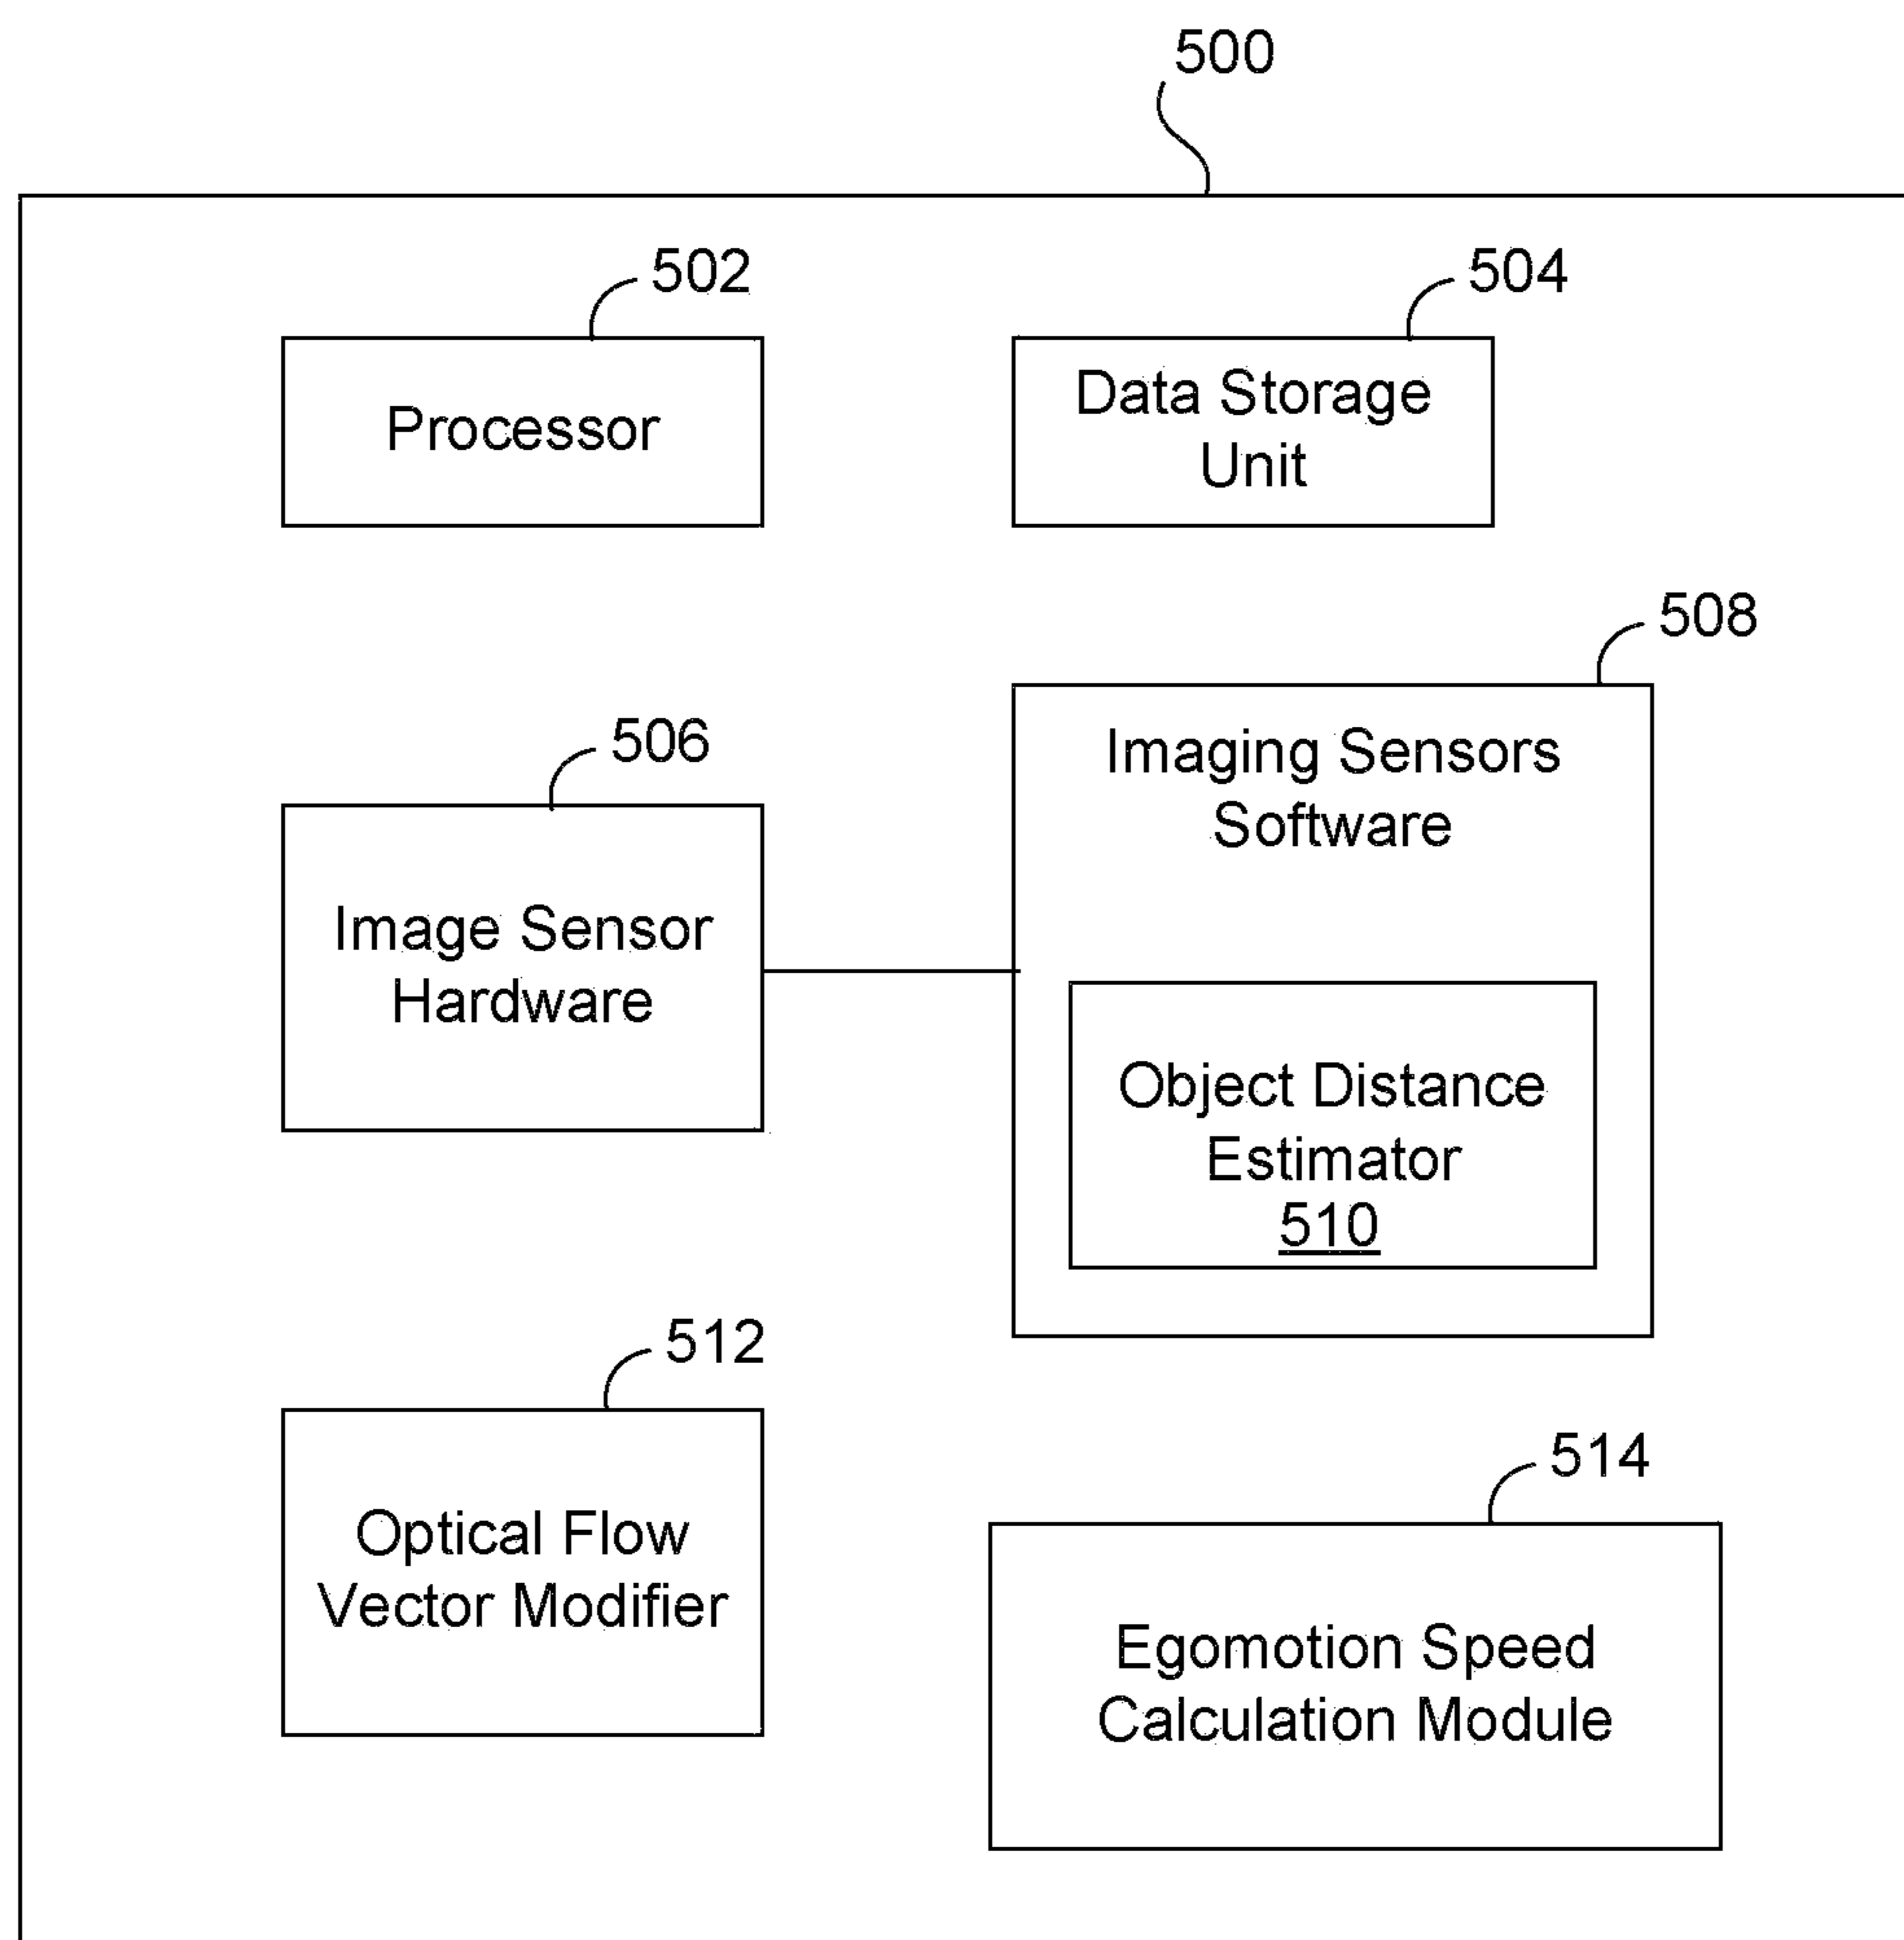 500
502
504
Processor
Data Storage
Unit
508
506
Imaging Sensors
Software
Image Sensor
Hardware
Object Distance
Estimator
510
512
514
Optical Flow
Vector Modifier
Egomotion Speed
Calculation Module